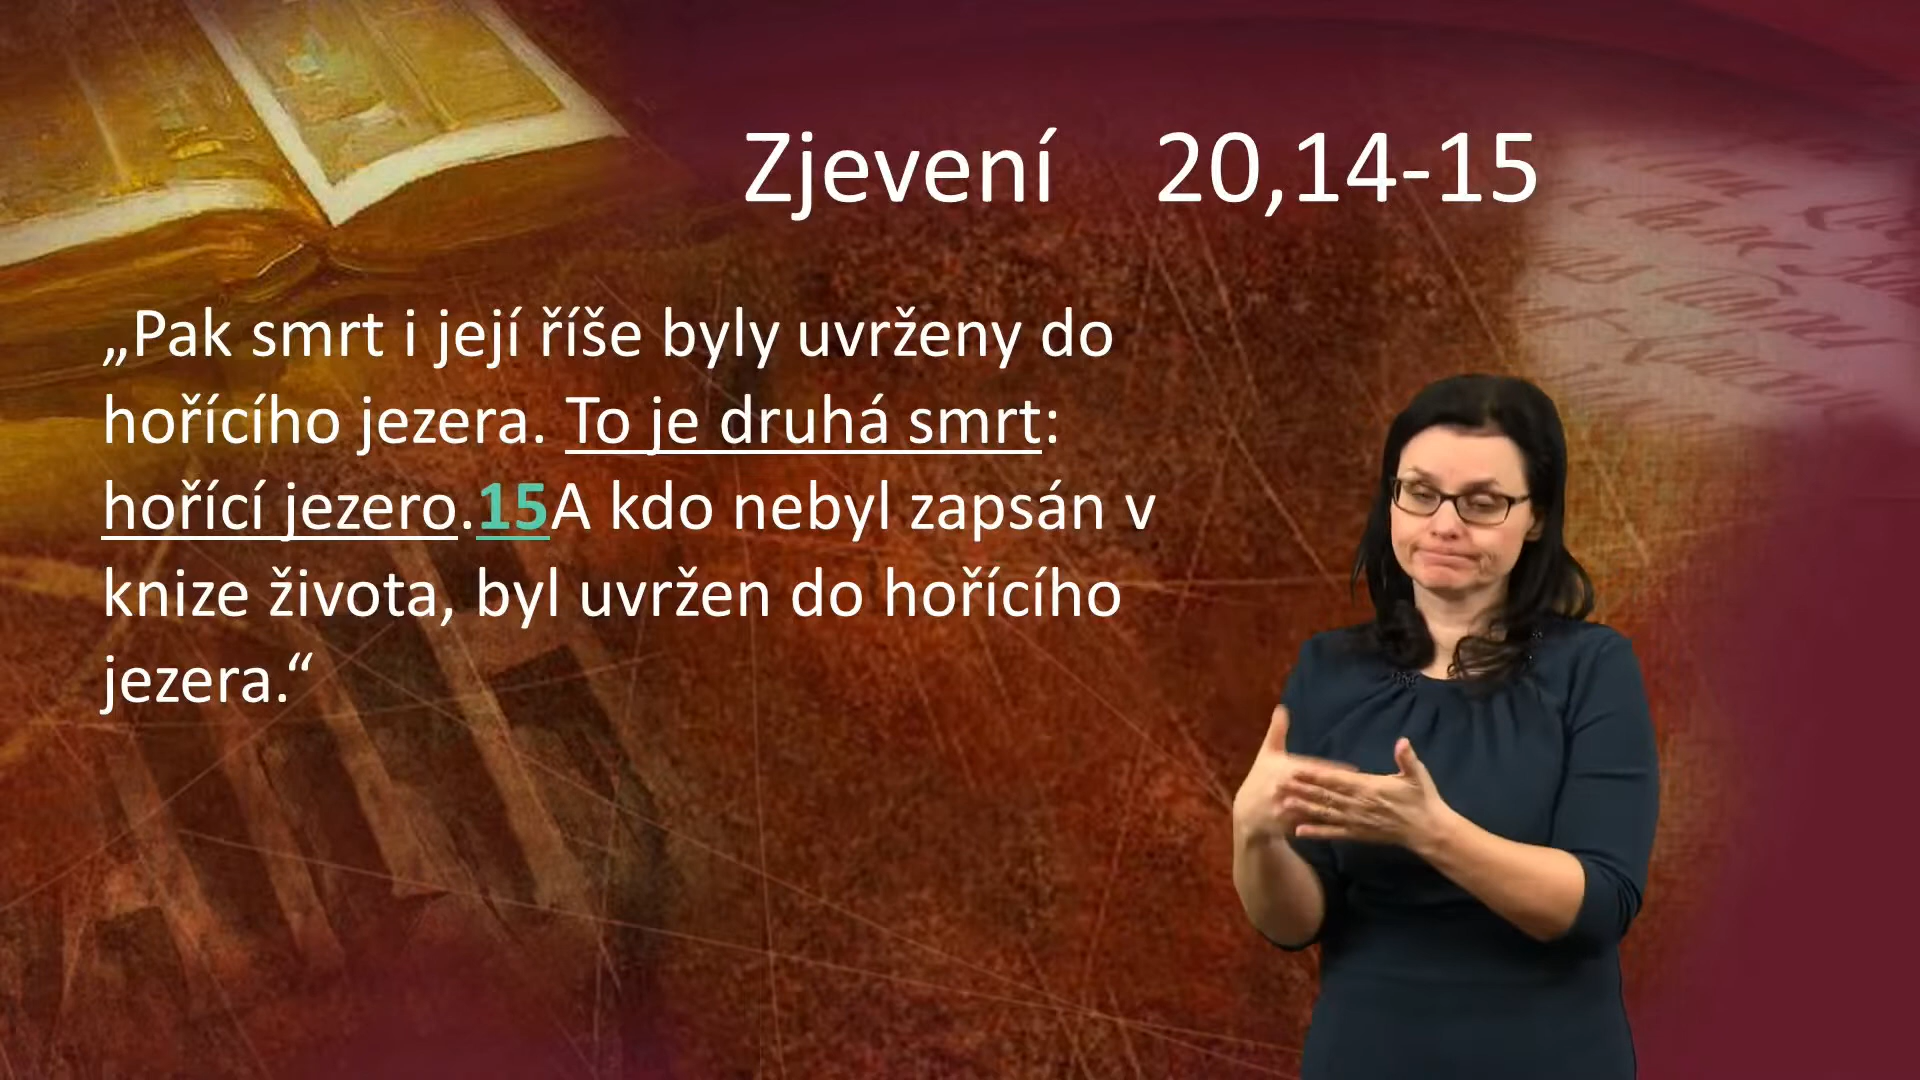 Zjevení 20,14-15
„Pak smrt i její říše byly uvrženy do
hořícího jezera. To je druhá smrt:
hořící jezero.15A kdo nebyl zapsán v
knize života, byl uvržen do hořícího
jezera.“